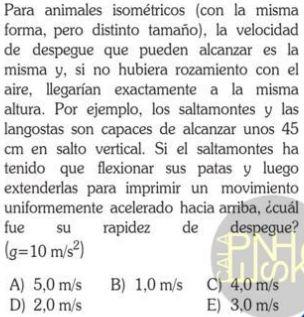 Para animales isométricos (con la misma
forma, pero distinto tamaño), la velocidad
de despegue que pueden alcanzar es la
misma y, si no hubiera rozamiento con el
aire, llegarían exactamente a la misma
altura. Por ejemplo, los saltamontes y las
langostas son capaces de alcanzar unos 45
cm en salto vertical. Si el saltamontes ha
tenido que flexionar sus patas y luego
extenderlas para imprimir un movimiento
uniformemente acelerado hacia arriba, ¿cuál
fue su rapidez de despegue?
(g=10 m/s²)
A) 5,0 m/s B) 1,0 m/s C) 4,0 m/s
D) 2,0 m/s E) 3,0 m/s